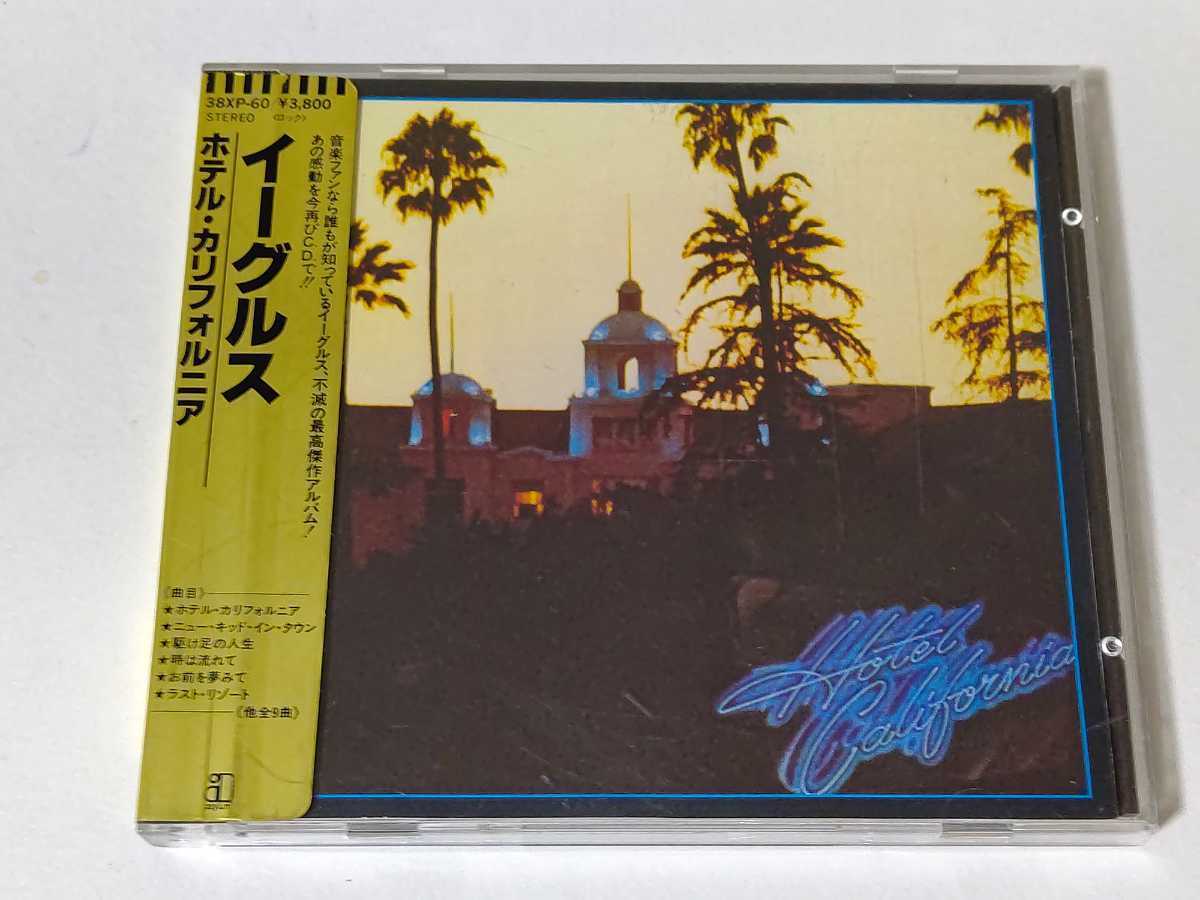 38XP-60/¥3,800
STEREO 〈ロック〉
イーグルス
ホテル・カリフォルニア
音楽ファンなら誰もが知っているイーグルス、不滅の最高傑作アルバム!
あの感動を今再びC.D.で!!
《曲目》
★ホテル・カリフォルニア
★ニュー・キッド・イン・タウン
★駆け足の人生
★時は流れて
★お前を夢みて
★ラスト・リゾート
《他全9曲》
asylum
Hotel
California